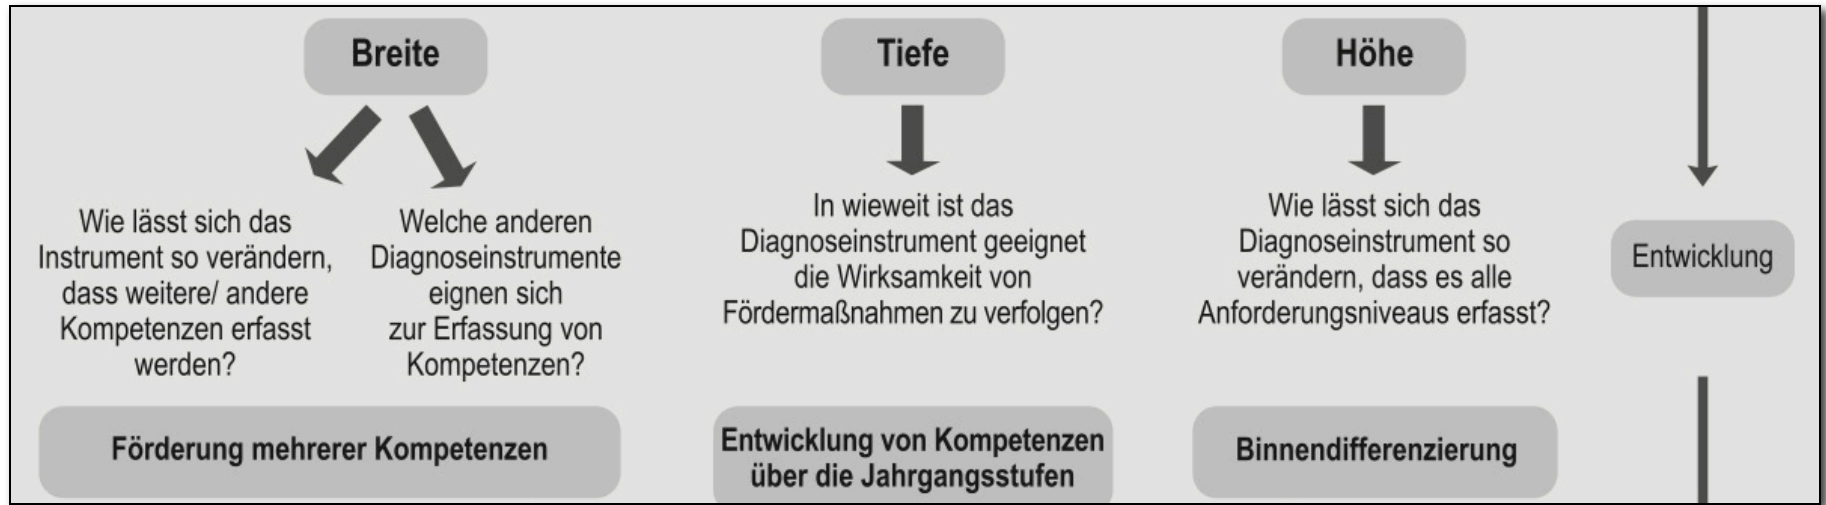 Breite
Wie lässt sich das
Instrument so verändern,
dass weitere/ andere
Kompetenzen erfasst
werden?
Welche anderen
Diagnoseinstrumente
eignen sich
zur Erfassung von
Kompetenzen?
Förderung mehrerer Kompetenzen
Tiefe
In wieweit ist das
Diagnoseinstrument geeignet
die Wirksamkeit von
Fördermaßnahmen zu verfolgen?
Entwicklung von Kompetenzen
über die Jahrgangsstufen
Höhe
Wie lässt sich das
Diagnoseinstrument so
verändern, dass es alle
Anforderungsniveaus erfasst?
Binnendifferenzierung
Entwicklung